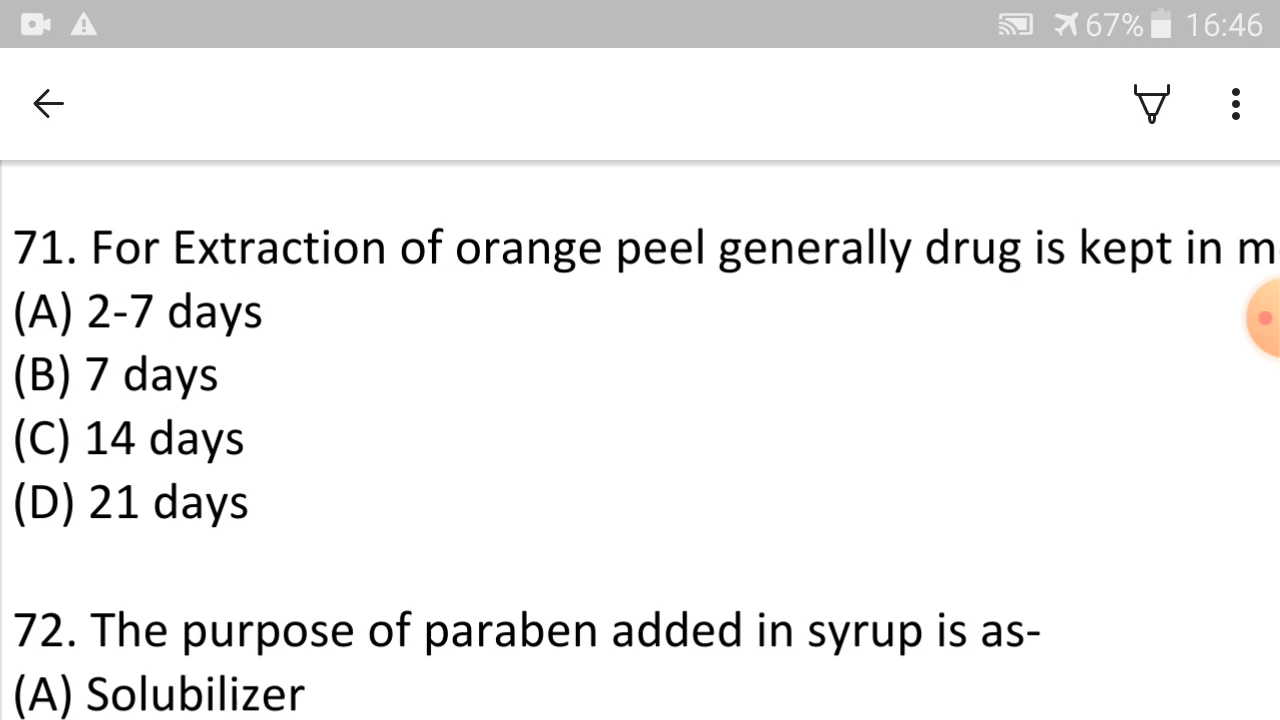 67% 16:46
71. For Extraction of orange peel generally drug is kept in
(A) 2-7 days
(B) 7 days
(C) 14 days
(D) 21 days
72. The purpose of paraben added in syrup is as-
(A) Solubilizer